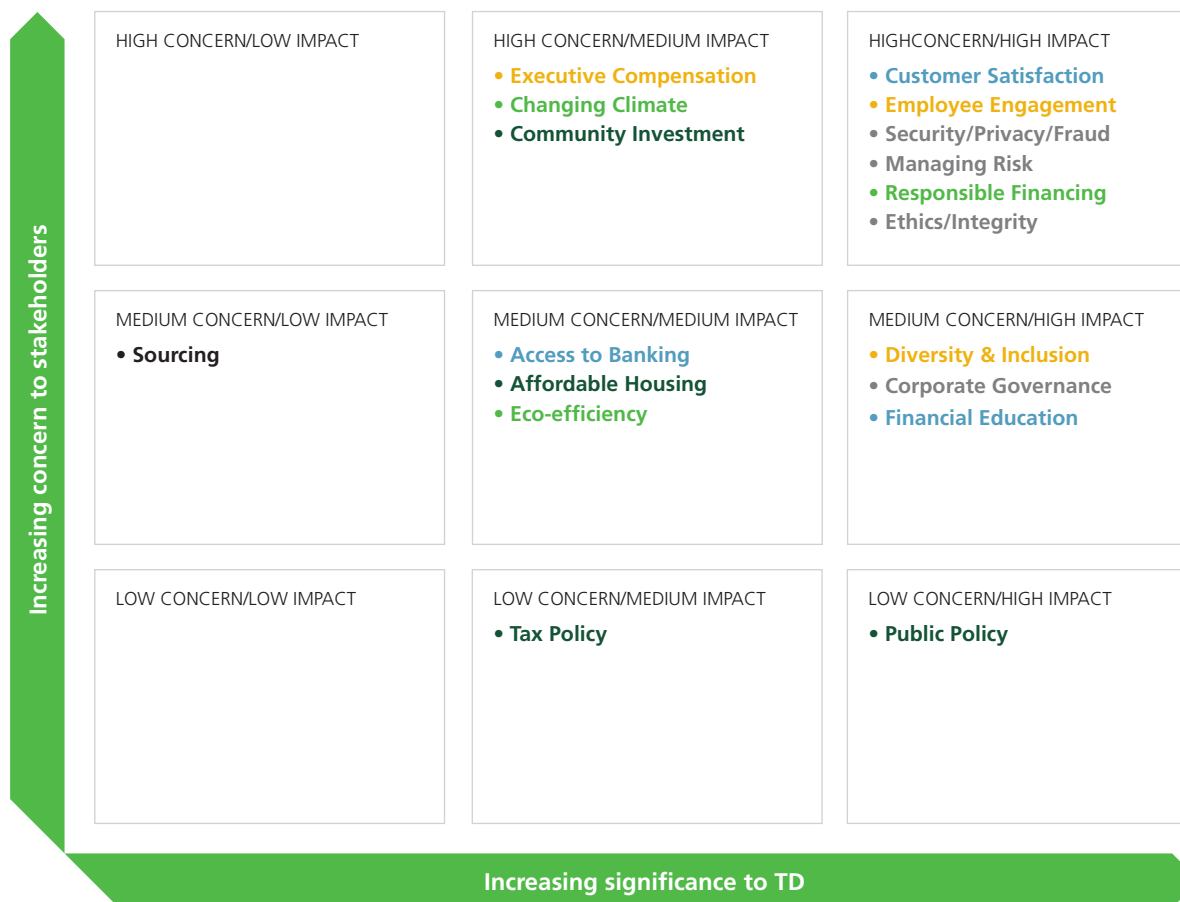 Increasing concern to stakeholders
HIGH CONCERN/LOW IMPACT
HIGH CONCERN/MEDIUM IMPACT
• Executive Compensation
• Changing Climate
• Community Investment
HIGHCONCERN/HIGH IMPACT
• Customer Satisfaction
• Employee Engagement
• Security/Privacy/Fraud
• Managing Risk
• Responsible Financing
• Ethics/Integrity
MEDIUM CONCERN/LOW IMPACT
• Sourcing
MEDIUM CONCERN/MEDIUM IMPACT
• Access to Banking
• Affordable Housing
• Eco-efficiency
MEDIUM CONCERN/HIGH IMPACT
• Diversity & Inclusion
• Corporate Governance
• Financial Education
LOW CONCERN/LOW IMPACT
LOW CONCERN/MEDIUM IMPACT
• Tax Policy
LOW CONCERN/HIGH IMPACT
• Public Policy
Increasing significance to TD